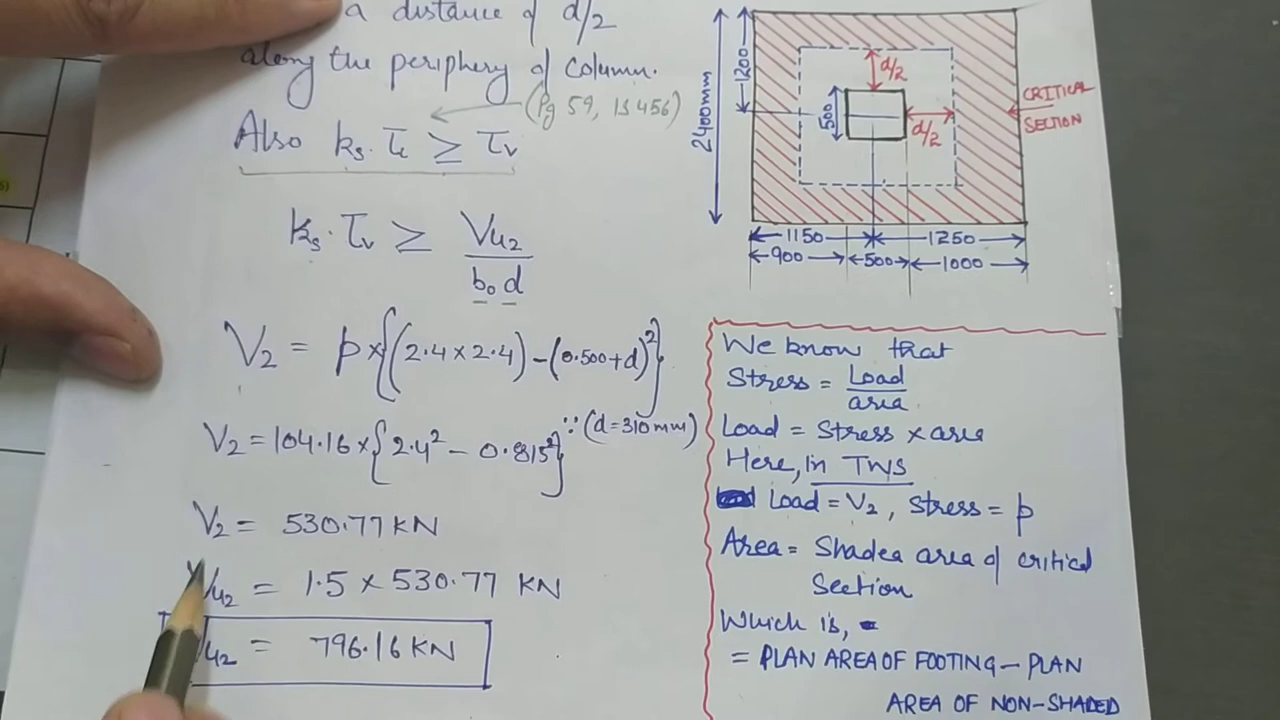 a distance of d/2
along the periphery of column.
(Pg 59, IS 456)
Also ks·τc ≥ τv
ks·τv ≥ Vu2
b₀ d
V2 = p×{(2.4×2.4)-(0.500+d)²}
V2 = 104.16×{2.4² - 0.815²} ∵(d=310mm)
V2 = 530.77 KN
Vu2 = 1.5 × 530.77 KN
u2 = 796.16 KN
2400mm
1200
500
d/2
d/2
CRITICAL
SECTION
1150 1250
900 500 1000
We know that
Stress = Load
area
Load = Stress × area
Here, in TWS
Load = V2, Stress = p
Area = Shaded area of critical
Section
Which is,
= PLAN AREA OF FOOTING - PLAN
AREA OF NON-SHADED